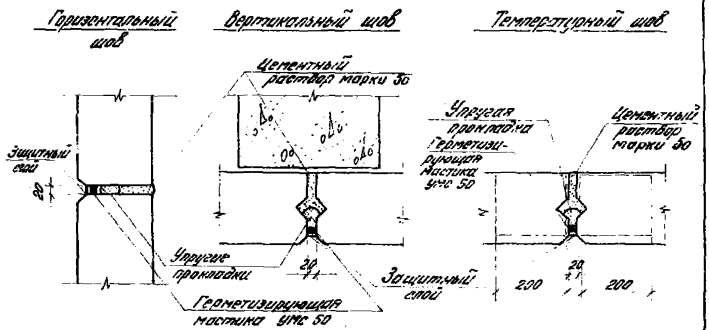 Горизонтальный
шов
Вертикальный шов
Температурный шов
Цементный
раствор марки 50
Защитный
слой
20
Упругие
прокладки
Герметизирующая
мастика УМС 50
20
Защитный
слой
Упругая
прокладка
Герметизи-
рующая
мастика
УМС 50
Цементный
раствор
марки 50
20
200
200